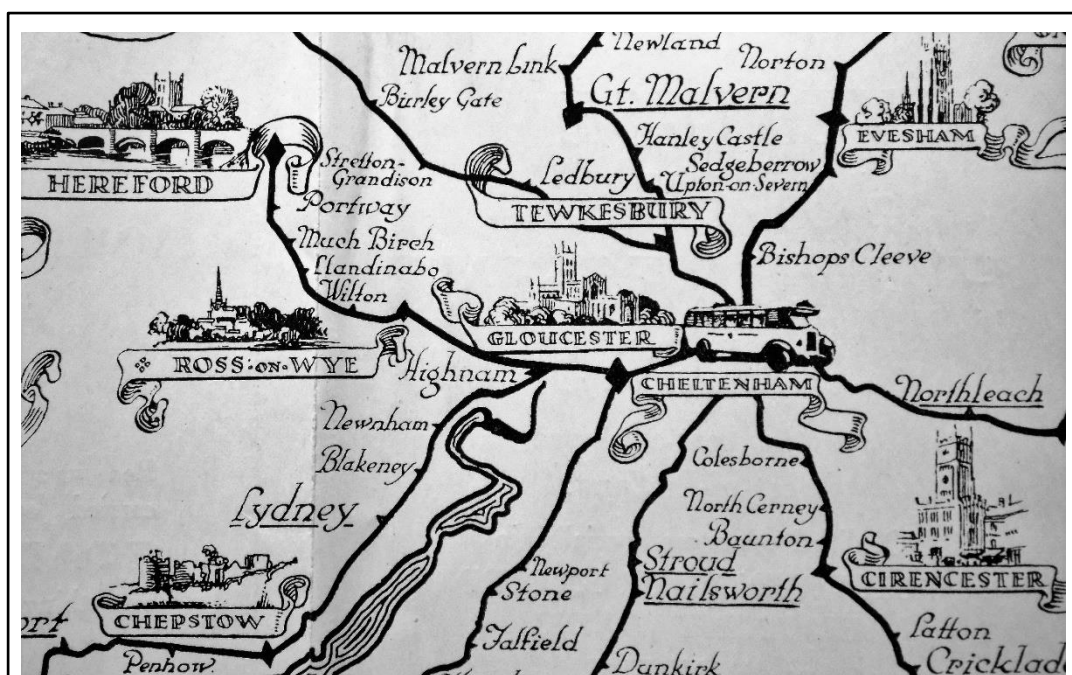 Newland
Malvern Link
Norton
Burley Gate
Gt. Malvern
EVESHAM
Hanley Castle
Stretton-
Grandison
Ledbury
Sedgeberrow
Upton-on-Severn
HEREFORD
Portway
TEWKESBURY
Much Birch
Bishops Cleeve
Llandinabo
Wilton
GLOUCESTER
ROSS-ON-WYE
Highnam
CHELTENHAM
Northleach
Newnham
Blakeney
Colesborne
Lydney
North Cerney
Baunton
Stroud
Nailsworth
Newport
Stone
CIRENCESTER
CHEPSTOW
ort
Falfield
Latton
Penhow.
Dunkirk
Cricklade